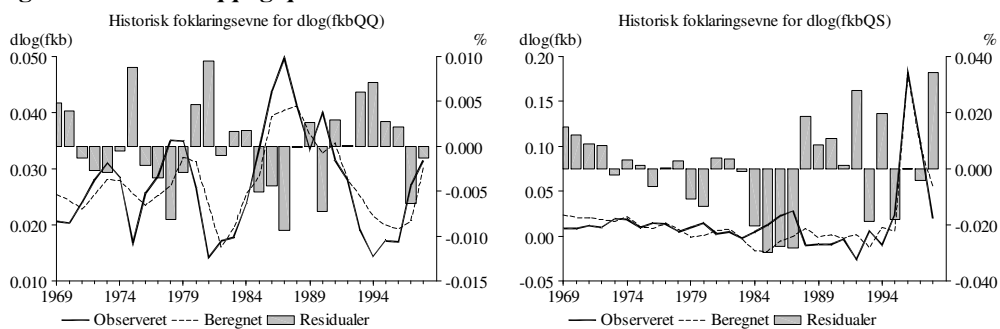 Historisk foklaringsevne for dlog(fkbQQ)
dlog(fkb) %
0.050 0.010
0.005
0.040
0.000
0.030
-0.005
0.020
-0.010
0.010 -0.015
1969 1974 1979 1984 1989 1994
Observeret Beregnet Residualer
Historisk foklaringsevne for dlog(fkbQS)
dlog(fkb) %
0.20 0.040
0.15
0.020
0.10
0.000
0.05
0.00
-0.020
-0.05 -0.040
1969 1974 1979 1984 1989 1994
Observeret Beregnet Residualer